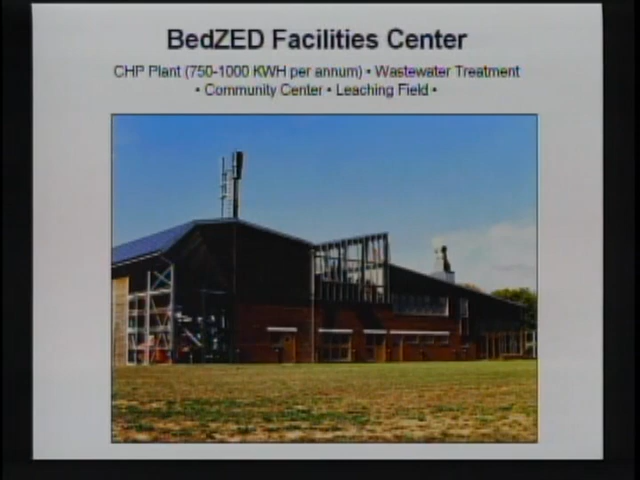 BedZED Facilities Center
CHP Plant (750-1000 KWH per annum) • Wastewater Treatment
• Community Center • Leaching Field •